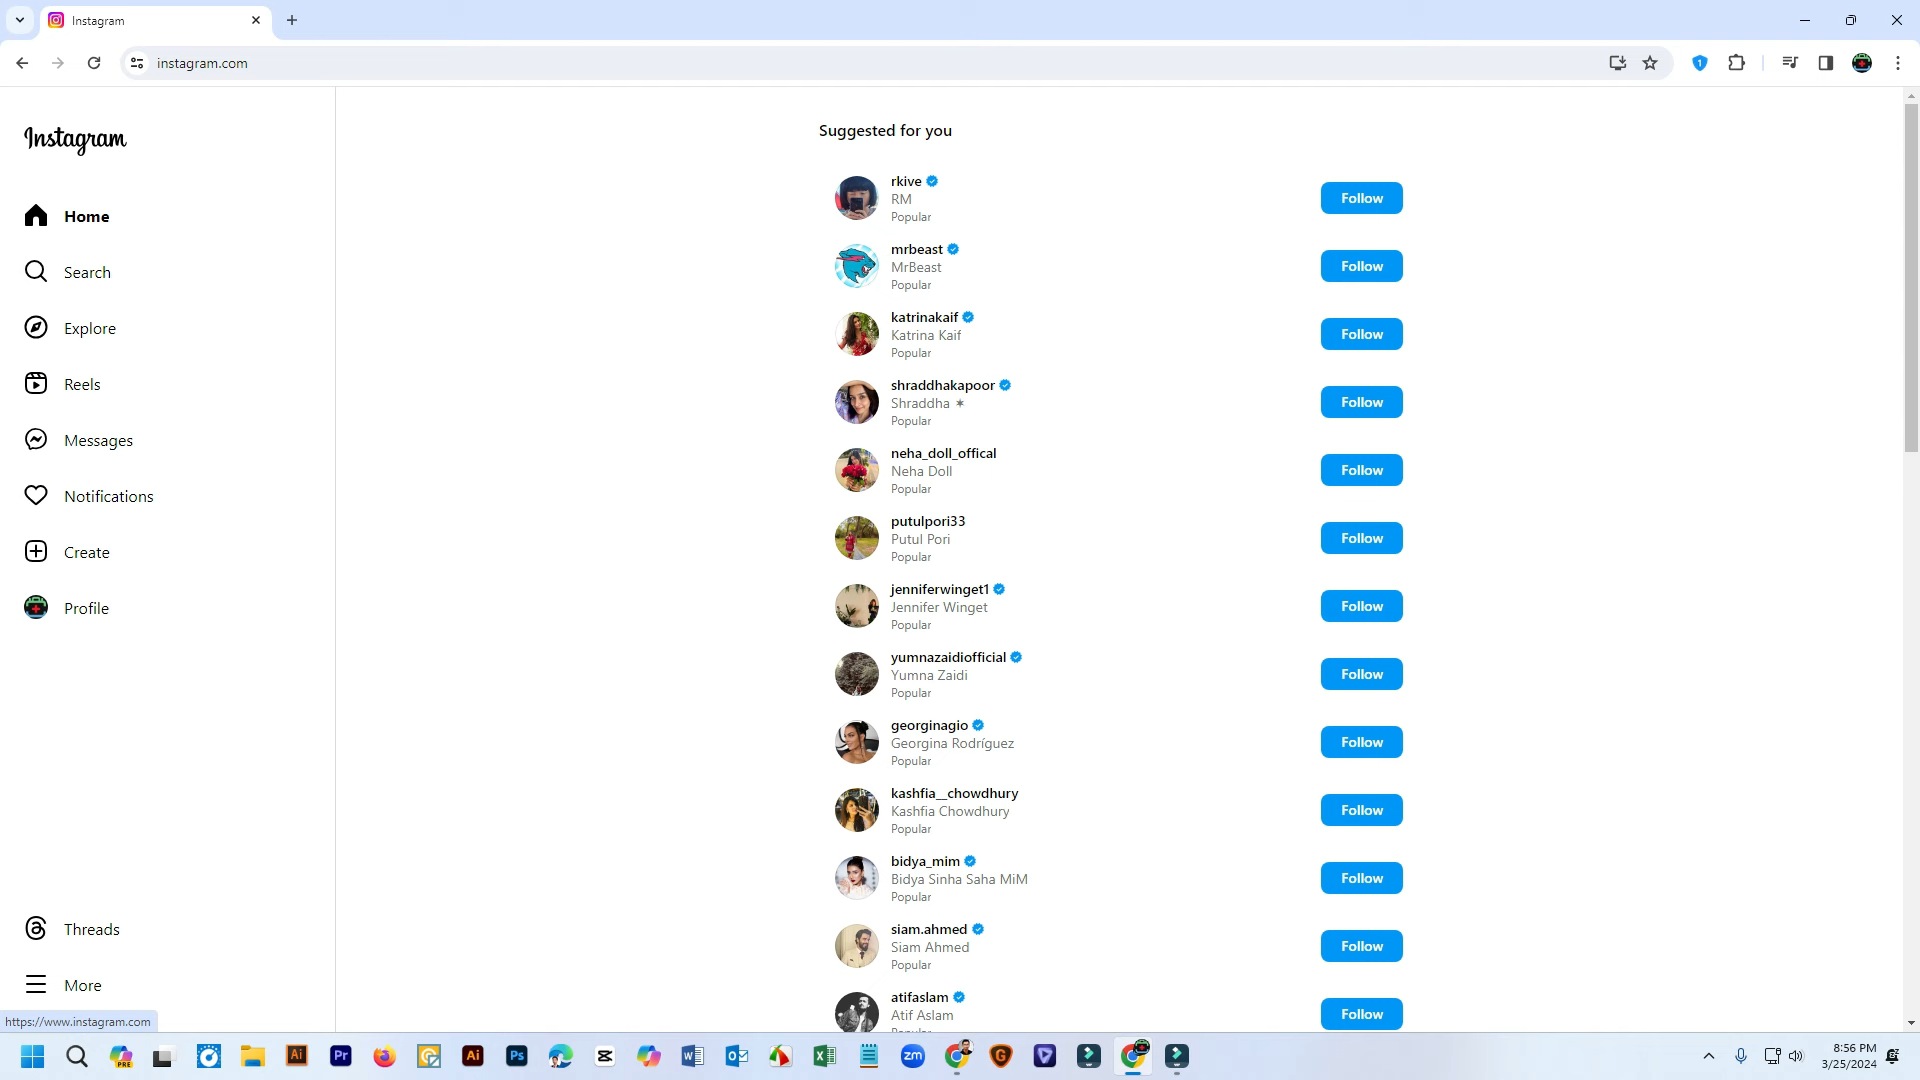 Instagram
instagram.com
Instagram
Home
Search
Explore
Reels
Messages
Notifications
Create
Profile
Threads
More
https://www.instagram.com
Suggested for you
rkive
RM
Popular
Follow
mrbeast
MrBeast
Popular
Follow
katrinakaif
Katrina Kaif
Popular
Follow
shraddhakapoor
Shraddha ✶
Popular
Follow
neha_doll_offical
Neha Doll
Popular
Follow
putulpori33
Putul Pori
Popular
Follow
jenniferwinget1
Jennifer Winget
Popular
Follow
yumnazaidiofficial
Yumna Zaidi
Popular
Follow
georginagio
Georgina Rodríguez
Popular
Follow
kashfia__chowdhury
Kashfia Chowdhury
Popular
Follow
bidya_mim
Bidya Sinha Saha MiM
Popular
Follow
siam.ahmed
Siam Ahmed
Popular
Follow
atifaslam
Atif Aslam
Popular
Follow
8:56 PM
3/25/2024